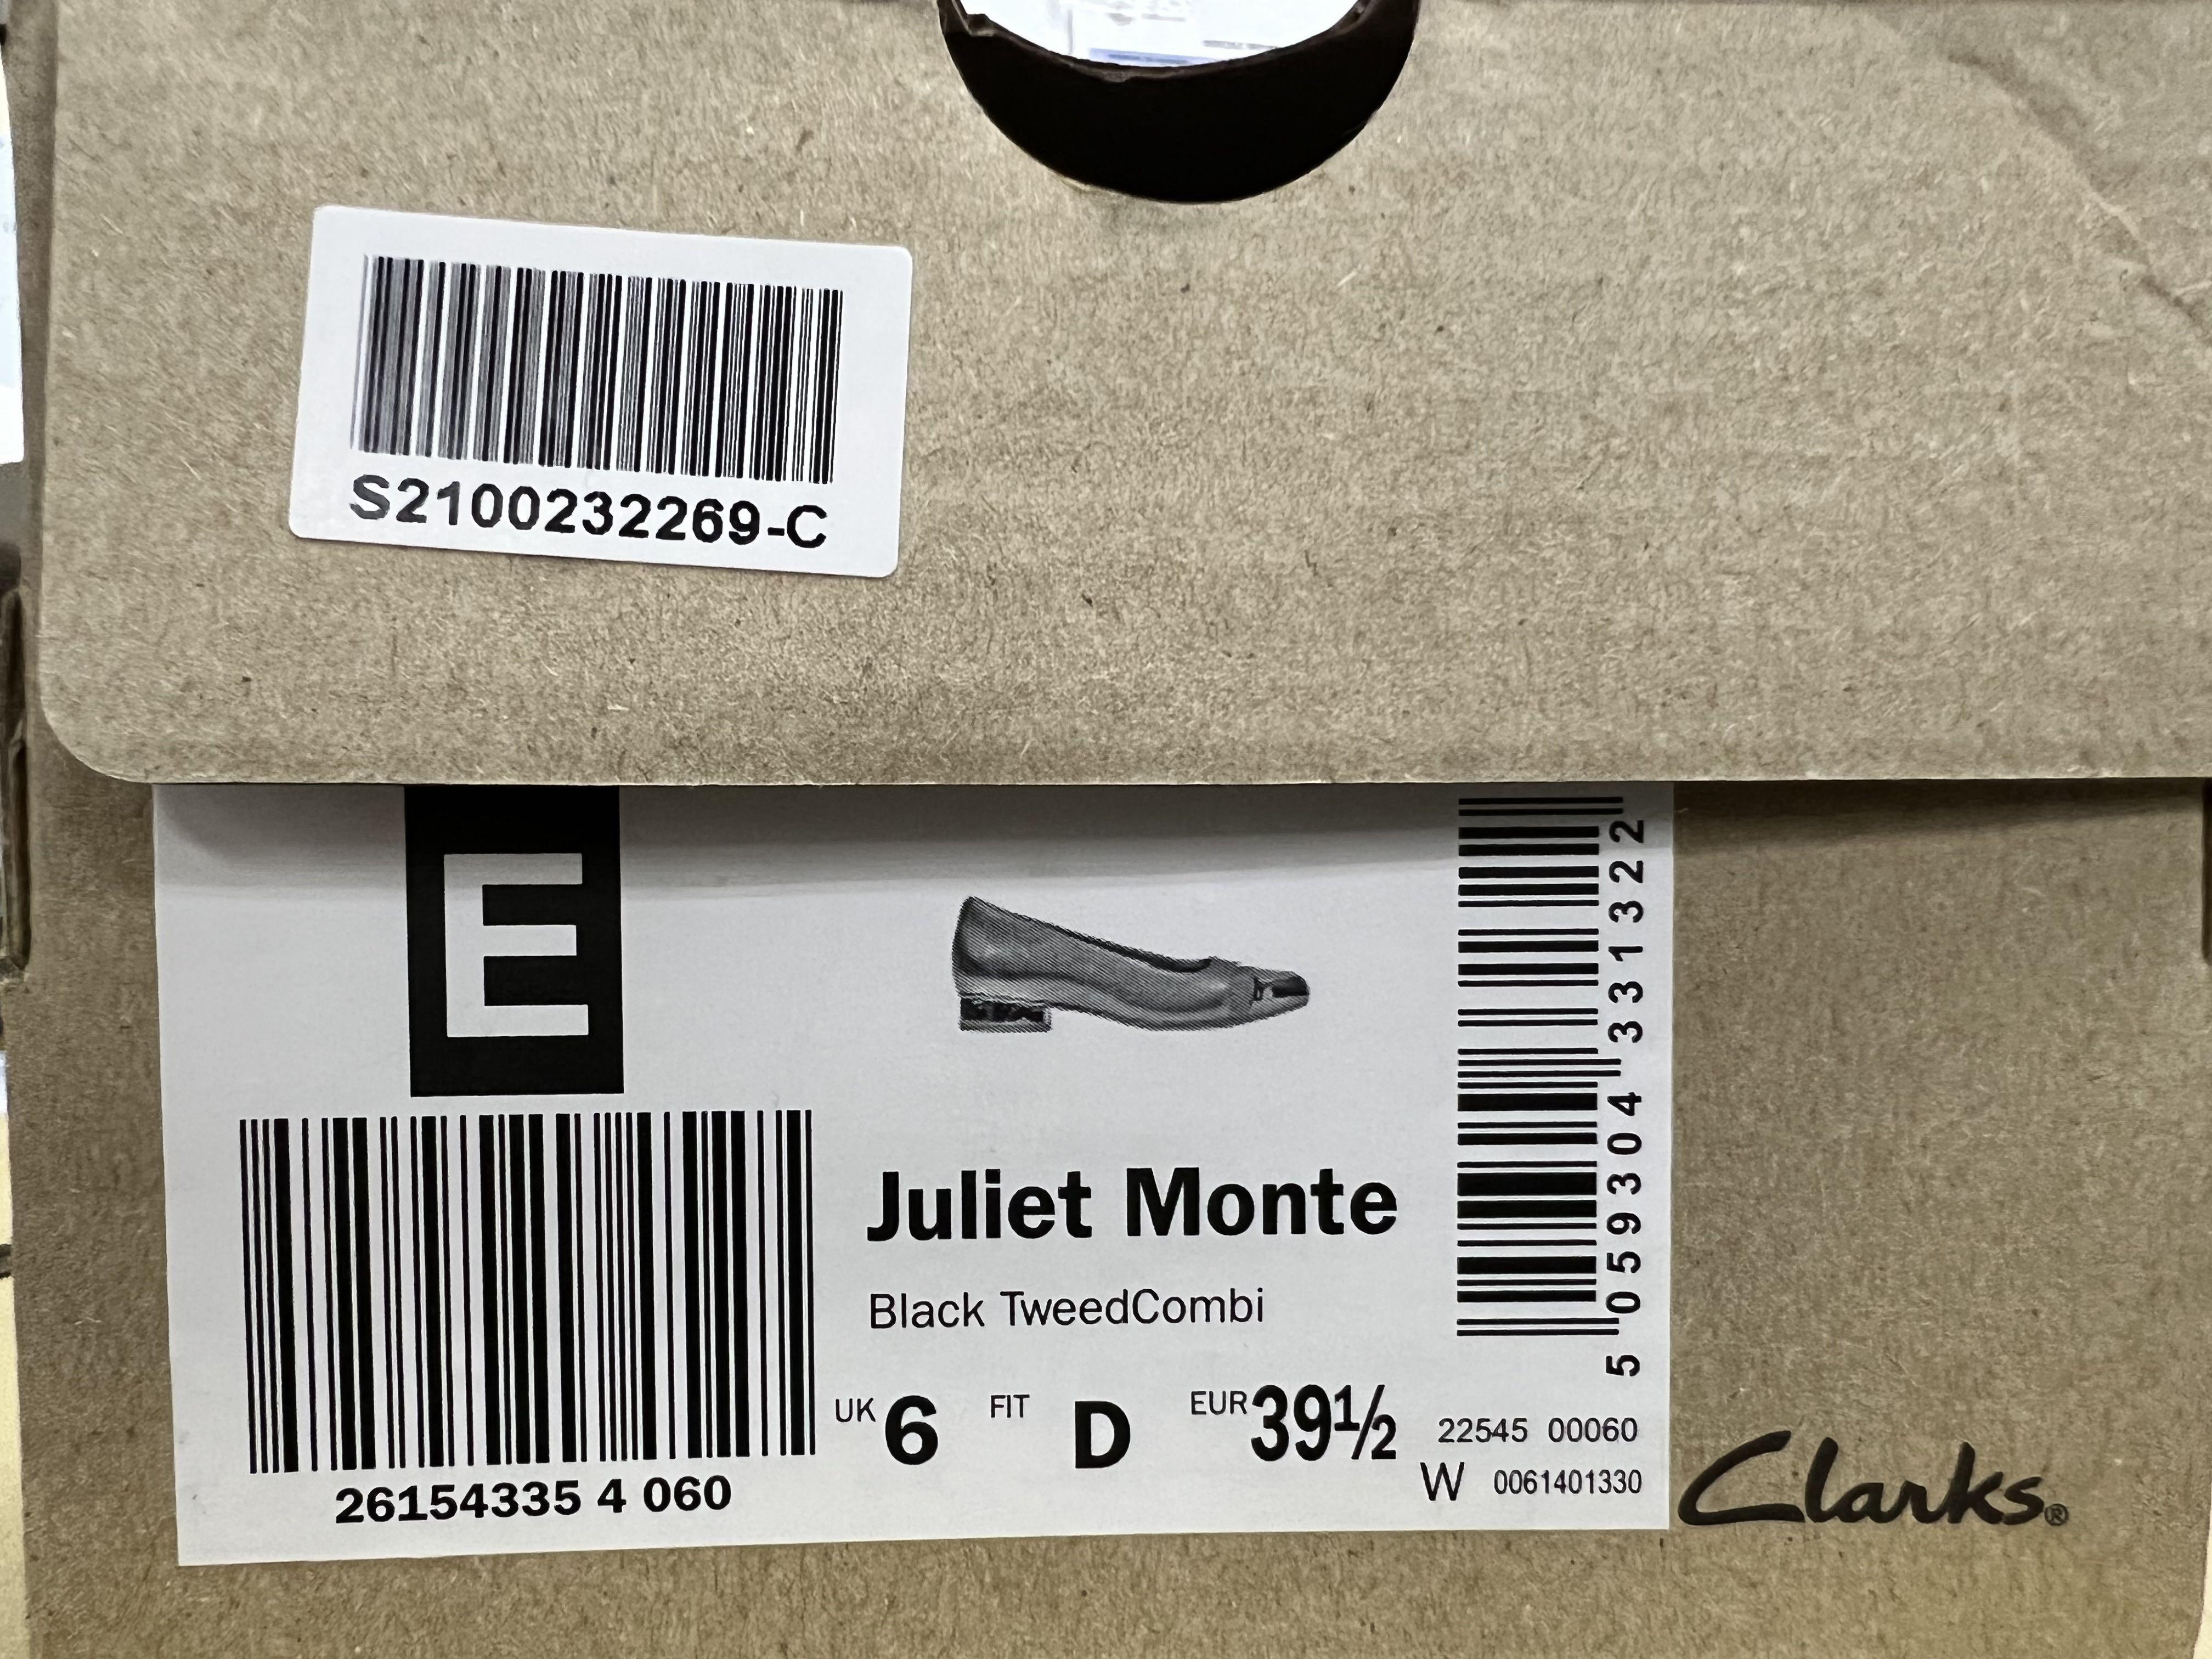 S2100232269-C
E
Juliet Monte
Black TweedCombi
UK 6 FIT D EUR 39½
26154335 4 060
5 059304 331322
22545 00060
W 0061401330
Clarks®